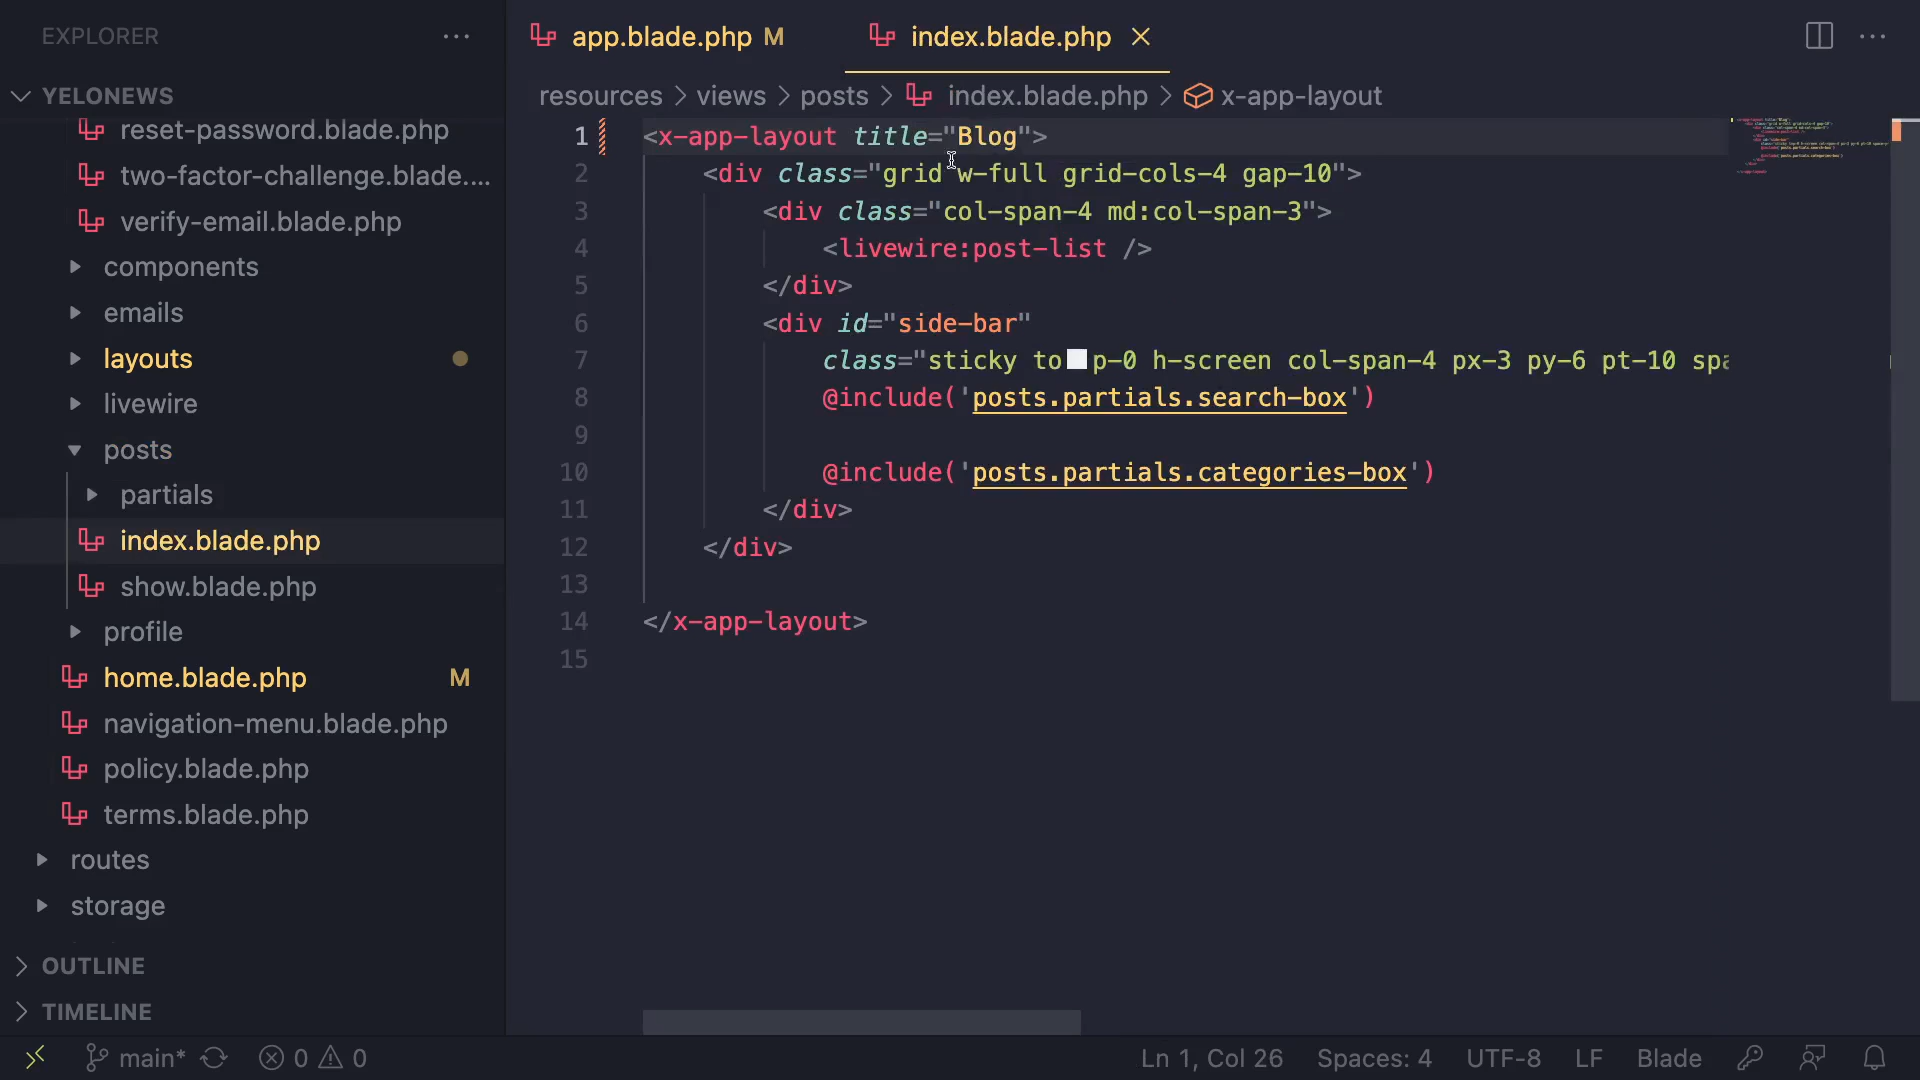 EXPLORER
YELONEWS
reset-password.blade.php
two-factor-challenge.blade....
verify-email.blade.php
components
emails
layouts
livewire
posts
partials
index.blade.php
show.blade.php
profile
home.blade.php M
navigation-menu.blade.php
policy.blade.php
terms.blade.php
routes
storage
OUTLINE
TIMELINE
app.blade.php M index.blade.php
resources > views > posts > index.blade.php > x-app-layout
1 <x-app-layout title="Blog">
2 <div class="grid w-full grid-cols-4 gap-10">
3 <div class="col-span-4 md:col-span-3">
4 <livewire:post-list />
5 </div>
6 <div id="side-bar"
7 class="sticky to p-0 h-screen col-span-4 px-3 py-6 pt-10 spa
8 @include('posts.partials.search-box')
9
10 @include('posts.partials.categories-box')
11 </div>
12 </div>
13
14 </x-app-layout>
15
main* 0 0 Ln 1, Col 26 Spaces: 4 UTF-8 LF Blade